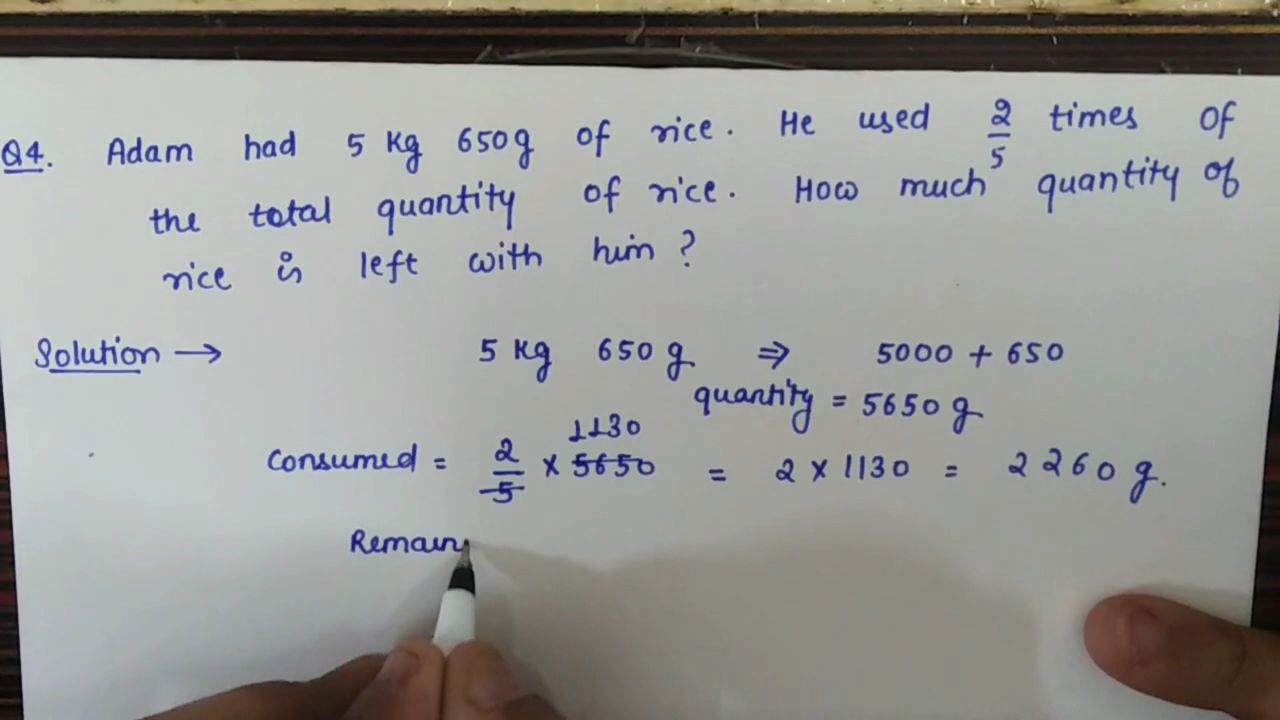 Q4. Adam had 5 Kg 650g of rice. He used 2/5 times of
the total quantity of rice. How much quantity of
rice is left with him ?
Solution → 5 Kg 650 g ⇒ 5000 + 650
quantity = 5650 g
1130
Consumed = 2/5 × 5650 = 2 × 1130 = 2260 g.
Remain